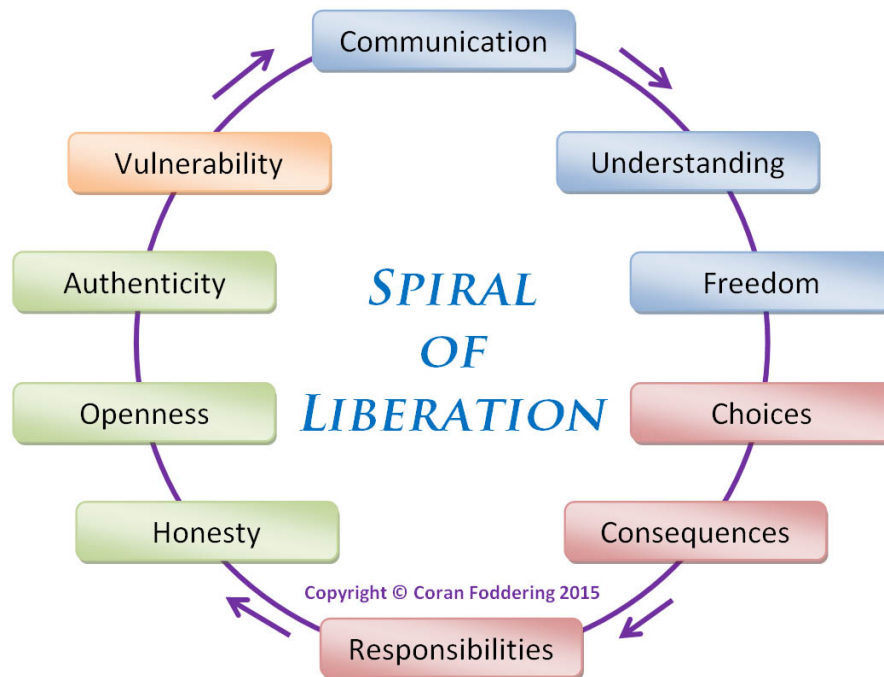 Communication
Understanding
Freedom
Choices
Consequences
Responsibilities
Honesty
Openness
Authenticity
Vulnerability
SPIRAL
OF
LIBERATION
Copyright © Coran Foddering 2015